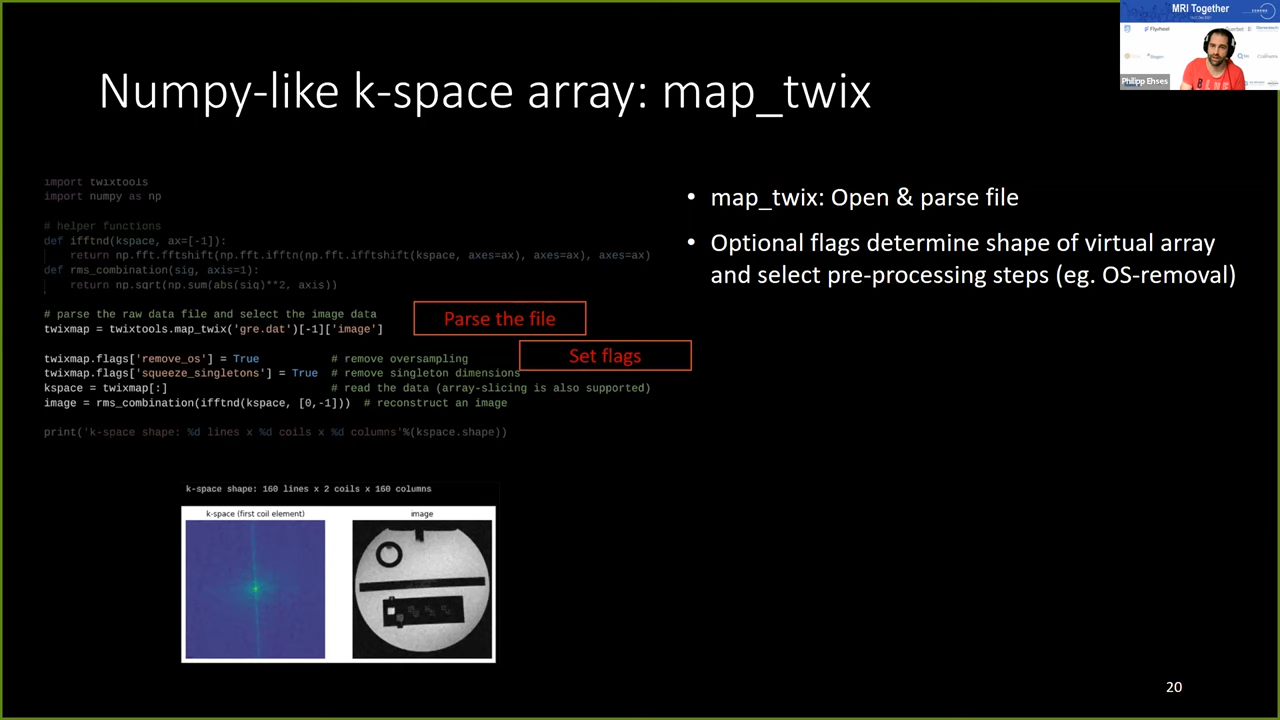 MRI Together
Flywheel
Philipp Ehses
Numpy-like k-space array: map_twix
import twixtools
import numpy as np
# helper functions
def ifftnd(kspace, ax=[-1]):
return np.fft.fftshift(np.fft.ifftn(np.fft.ifftshift(kspace, axes=ax), axes=ax), axes=ax)
def rms_combination(sig, axis=1):
return np.sqrt(np.sum(abs(sig)**2, axis))
# parse the raw data file and select the image data
twixmap = twixtools.map_twix('gre.dat')[-1]['image']
Parse the file
twixmap.flags['remove_os'] = True # remove oversampling
Set flags
twixmap.flags['squeeze_singletons'] = True # remove singleton dimensions
kspace = twixmap[:] # read the data (array-slicing is also supported)
image = rms_combination(ifftnd(kspace, [0,-1])) # reconstruct an image
print('k-space shape: %d lines x %d coils x %d columns'%(kspace.shape))
• map_twix: Open & parse file
• Optional flags determine shape of virtual array
and select pre-processing steps (eg. OS-removal)
k-space shape: 160 lines x 2 coils x 160 columns
k-space (first coil element)
image
20